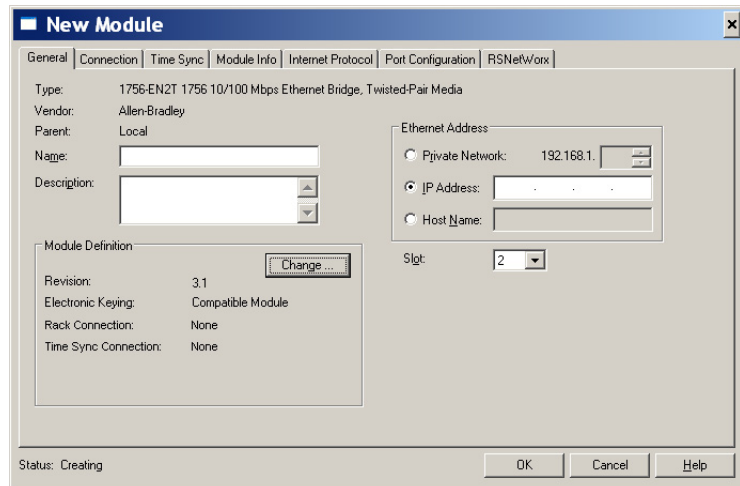 New Module
General Connection Time Sync Module Info Internet Protocol Port Configuration RSNetWorx
Type: 1756-EN2T 1756 10/100 Mbps Ethernet Bridge, Twisted-Pair Media
Vendor: Allen-Bradley
Parent: Local
Name:
Description:
Ethernet Address
Private Network: 192.168.1.
IP Address: . . .
Host Name:
Slot: 2
Module Definition
Change ...
Revision: 3.1
Electronic Keying: Compatible Module
Rack Connection: None
Time Sync Connection: None
Status: Creating
OK Cancel Help